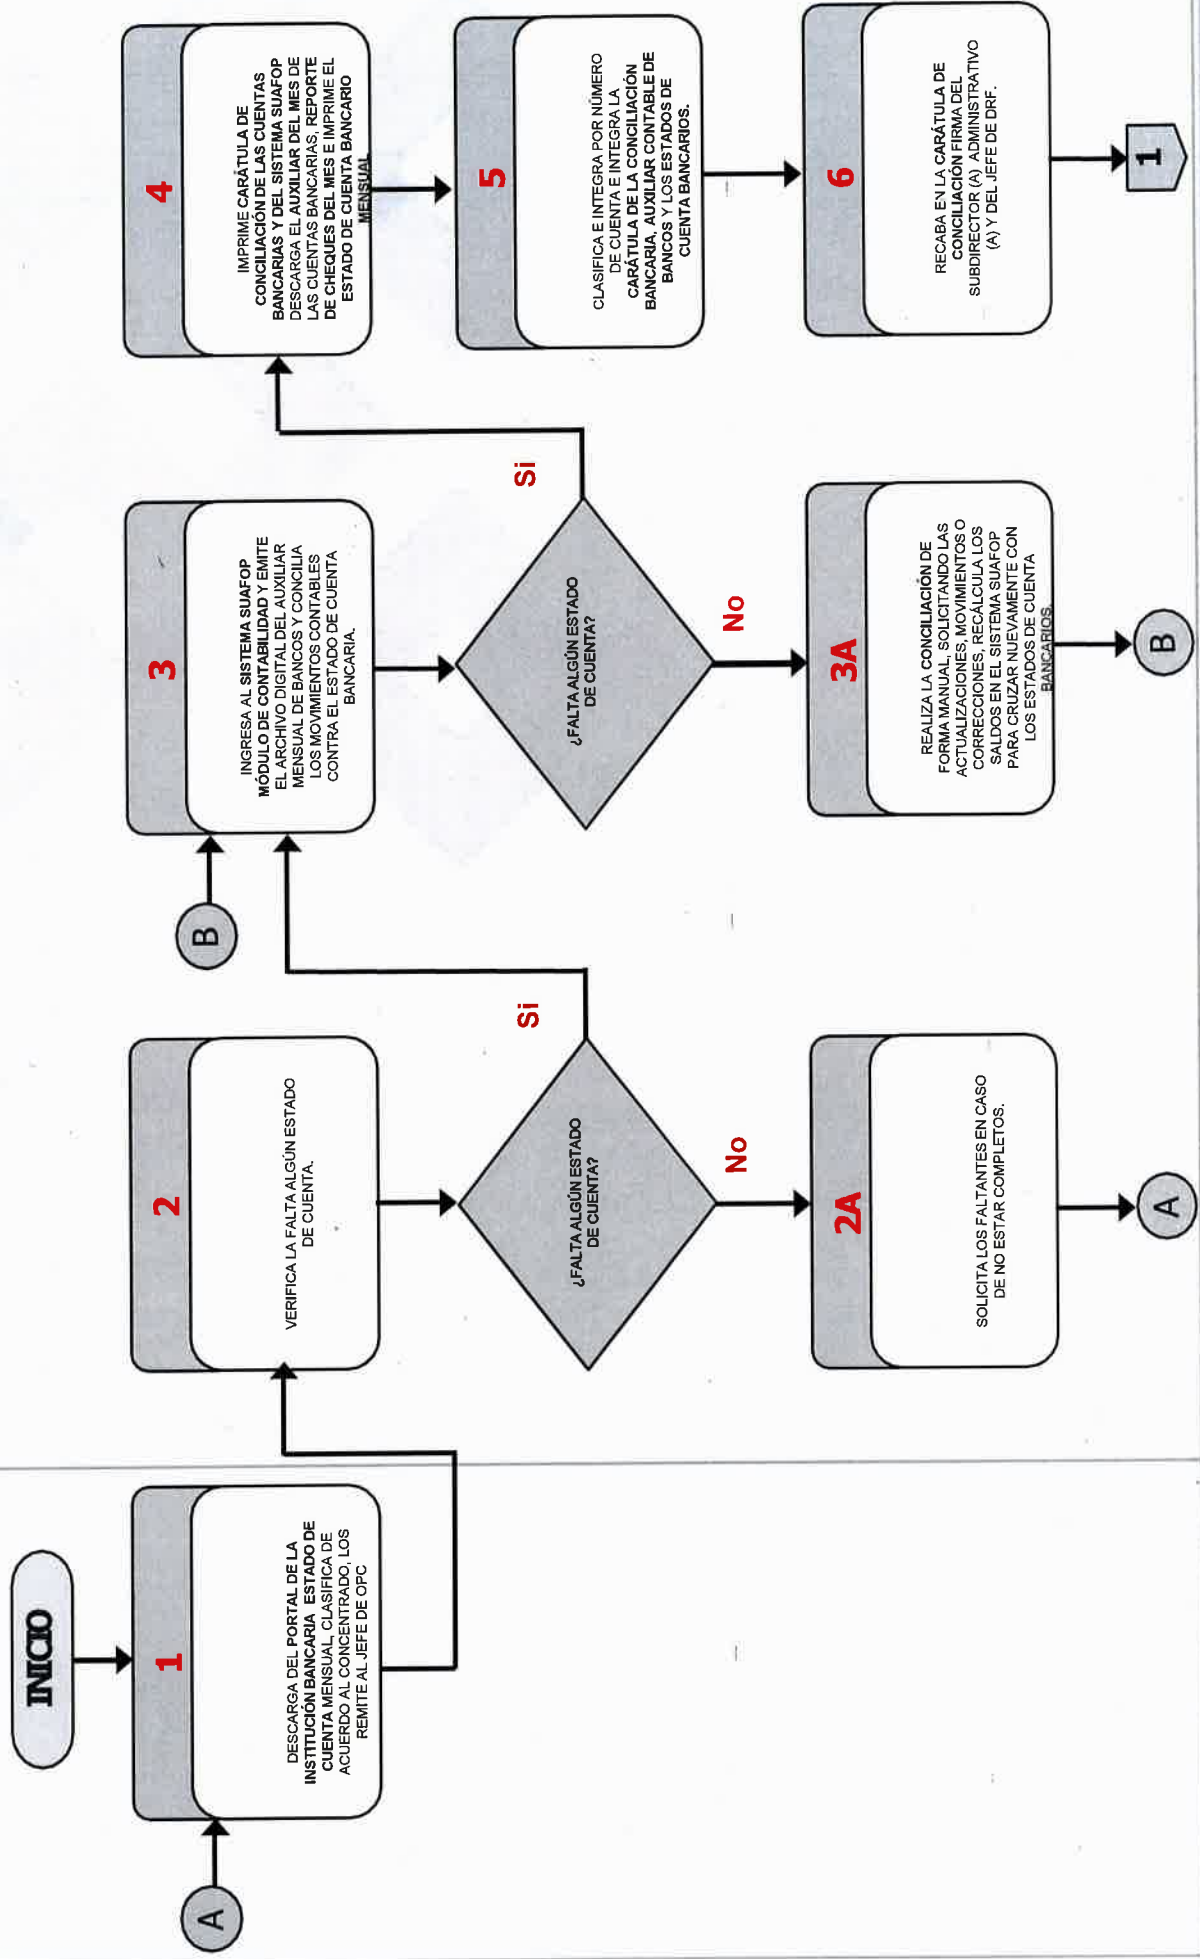 INICIO
A
1
DESCARGA DEL PORTAL DE LA
INSTITUCIÓN BANCARIA ESTADO DE
CUENTA MENSUAL, CLASIFICA DE
ACUERDO AL CONCENTRADO, LOS
REMITE AL JEFE DE OPC
2
VERIFICA LA FALTA ALGÚN ESTADO
DE CUENTA.
¿FALTA ALGÚN ESTADO
DE CUENTA?
Si
No
2A
SOLICITA LOS FALTANTES EN CASO
DE NO ESTAR COMPLETOS.
A
B
3
INGRESA AL SISTEMA SUAFOP
MÓDULO DE CONTABILIDAD Y EMITE
EL ARCHIVO DIGITAL DEL AUXILIAR
MENSUAL DE BANCOS Y CONCILIA
LOS MOVIMIENTOS CONTABLES
CONTRA EL ESTADO DE CUENTA
BANCARIA.
¿FALTA ALGÚN ESTADO
DE CUENTA?
Si
No
3A
REALIZA LA CONCILIACIÓN DE
FORMA MANUAL, SOLICITANDO LAS
ACTUALIZACIONES, MOVIMIENTOS O
CORRECCIONES, RECÁLCULA LOS
SALDOS EN EL SISTEMA SUAFOP
PARA CRUZAR NUEVAMENTE CON
LOS ESTADOS DE CUENTA
BANCARIOS.
B
4
IMPRIME CARÁTULA DE
CONCILIACIÓN DE LAS CUENTAS
BANCARIAS Y DEL SISTEMA SUAFOP
DESCARGA EL AUXILIAR DEL MES DE
LAS CUENTAS BANCARIAS, REPORTE
DE CHEQUES DEL MES E IMPRIME EL
ESTADO DE CUENTA BANCARIO
MENSUAL
5
CLASIFICA E INTEGRA POR NÚMERO
DE CUENTA E INTEGRA LA
CARÁTULA DE LA CONCILIACIÓN
BANCARIA, AUXILIAR CONTABLE DE
BANCOS Y LOS ESTADOS DE
CUENTA BANCARIOS.
6
RECABA EN LA CARÁTULA DE
CONCILIACIÓN FIRMA DEL
SUBDIRECTOR (A) ADMINISTRATIVO
(A) Y DEL JEFE DE DRF.
1